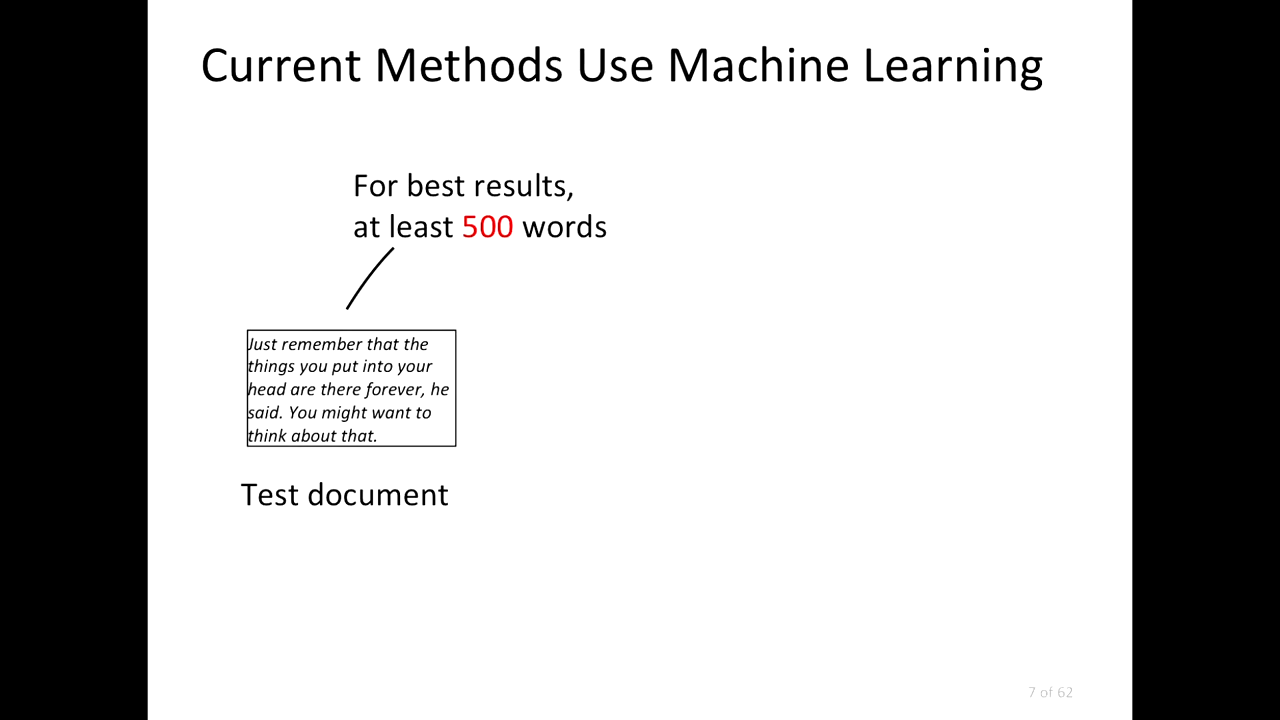 Current Methods Use Machine Learning
For best results,
at least 500 words
Just remember that the
things you put into your
head are there forever, he
said. You might want to
think about that.
Test document
7 of 62